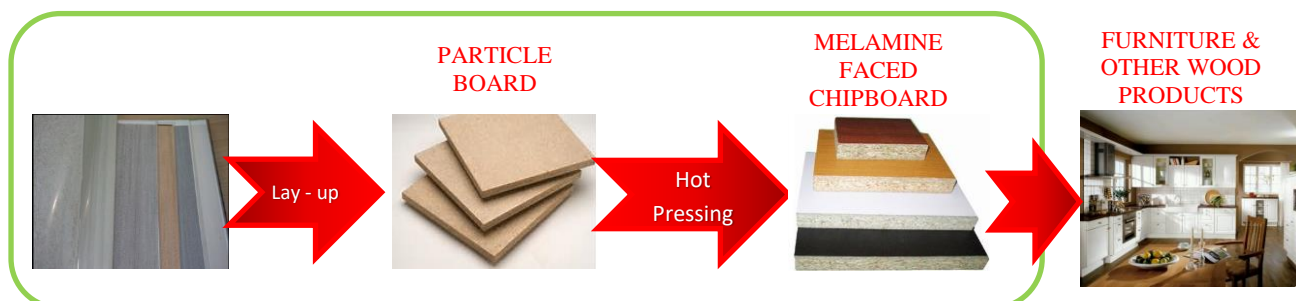 PARTICLE
BOARD
MELAMINE
FACED
CHIPBOARD
FURNITURE &
OTHER WOOD
PRODUCTS
Lay - up
Hot
Pressing